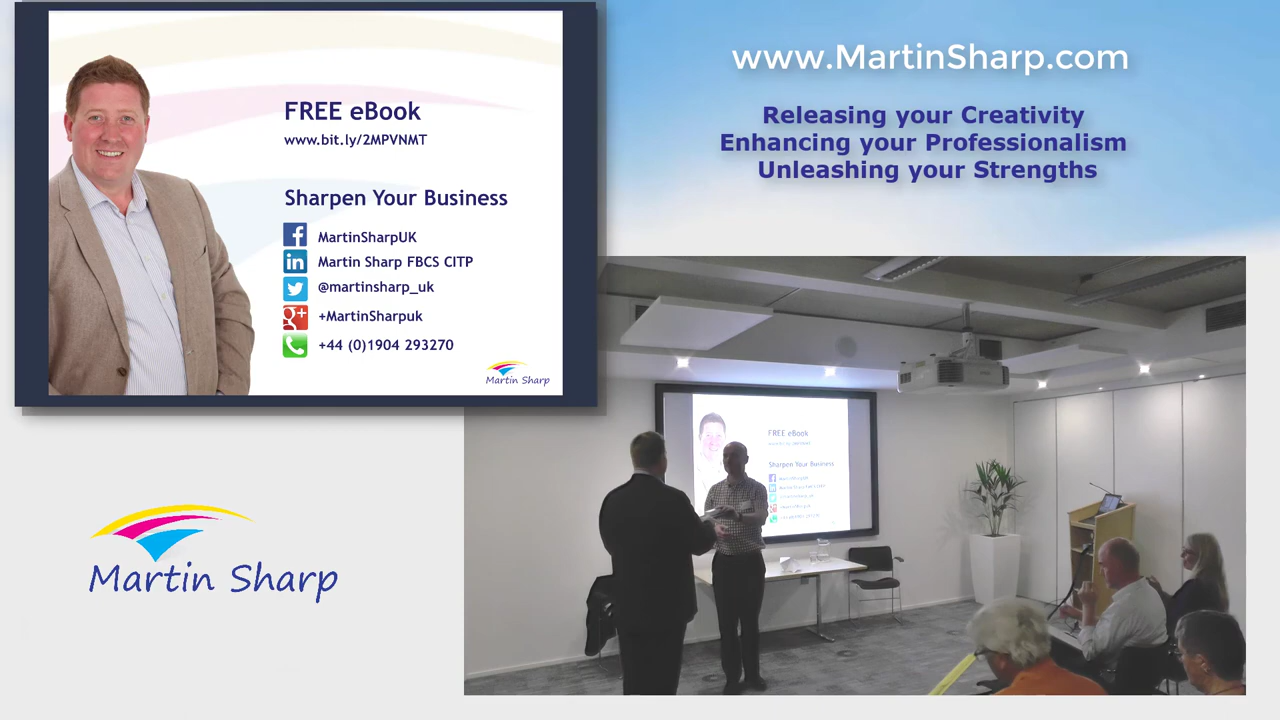 FREE eBook
www.bit.ly/2MPVNMT
Sharpen Your Business
MartinSharpUK
Martin Sharp FBCS CITP
@martinsharp_uk
+MartinSharpuk
+44 (0)1904 293270
Martin Sharp
www.MartinSharp.com
Releasing your Creativity
Enhancing your Professionalism
Unleashing your Strengths
Martin Sharp
FREE eBook
Sharpen Your Business